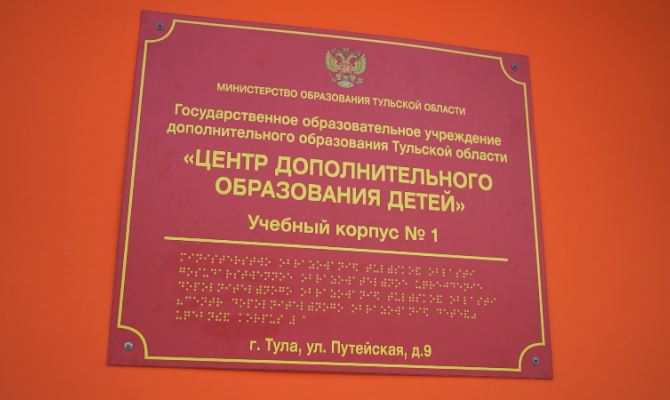 МИНИСТЕРСТВО ОБРАЗОВАНИЯ ТУЛЬСКОЙ ОБЛАСТИ
Государственное образовательное учреждение
дополнительного образования Тульской области
«ЦЕНТР ДОПОЛНИТЕЛЬНОГО
ОБРАЗОВАНИЯ ДЕТЕЙ»
Учебный корпус № 1
г. Тула, ул. Путейская, д.9